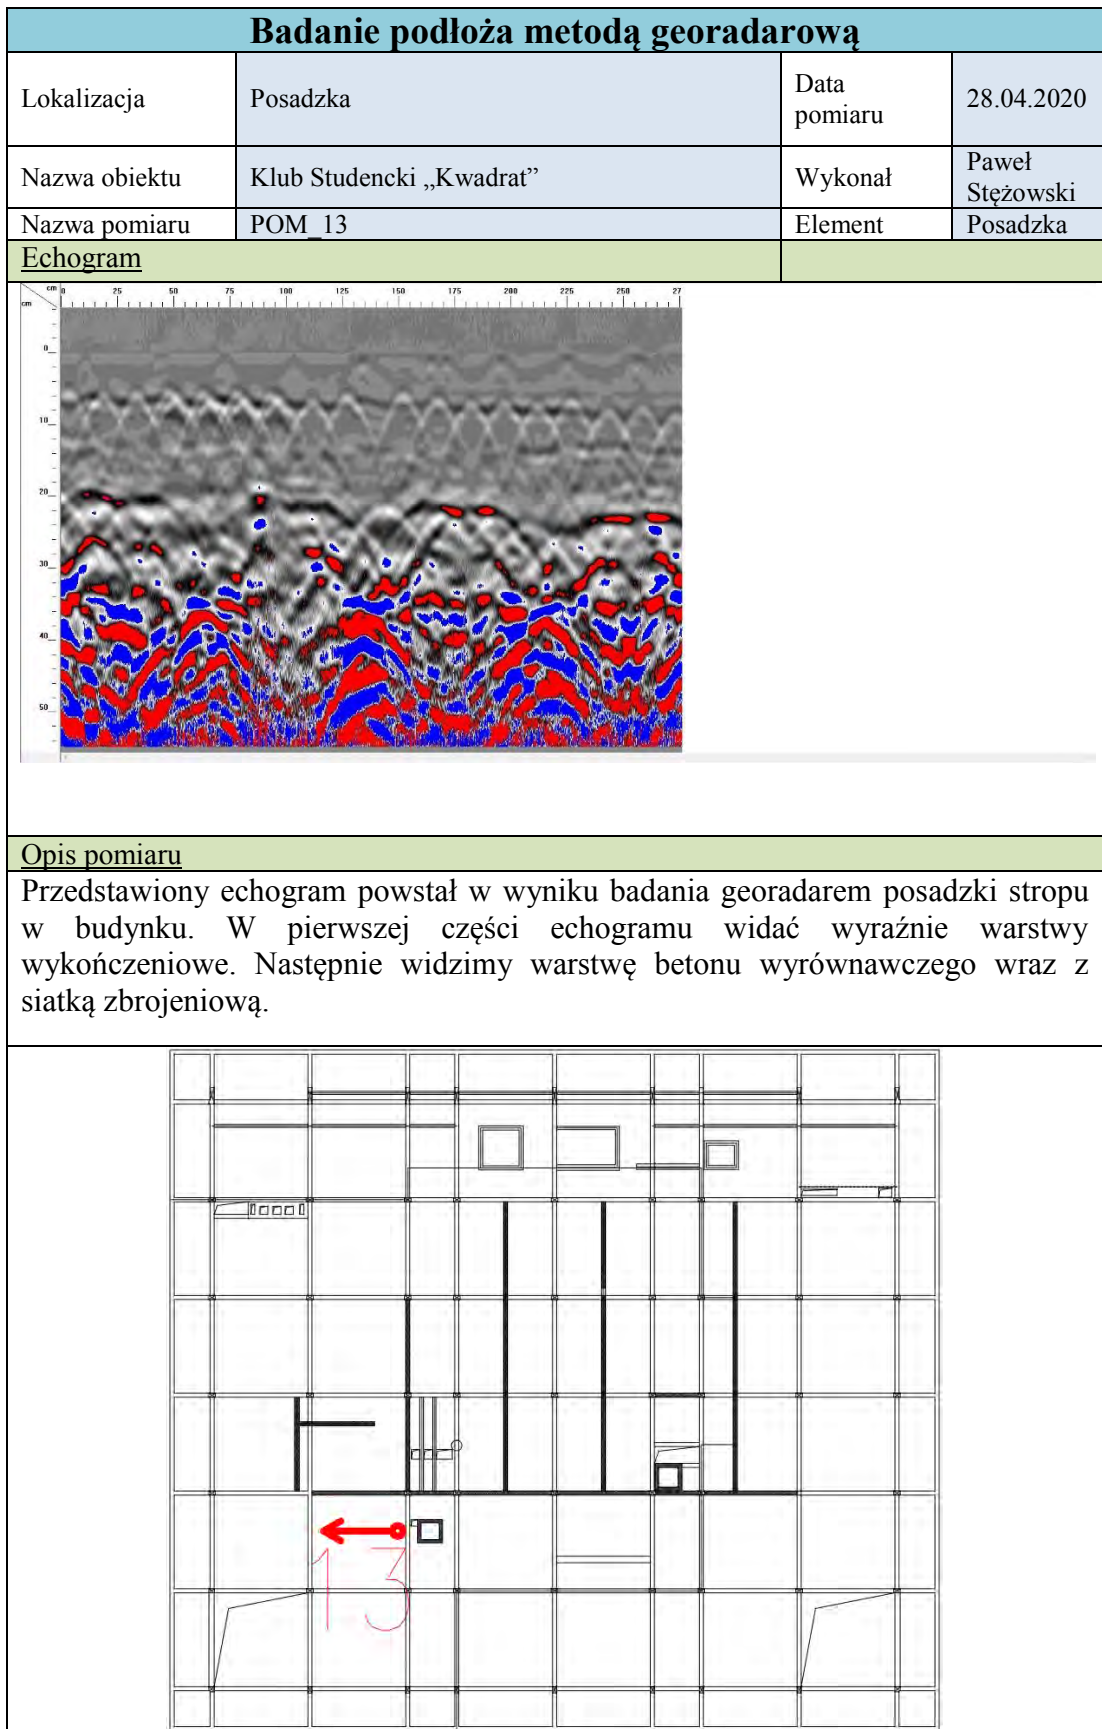 Badanie podłoża metodą georadarową
Lokalizacja
Posadzka
Data
pomiaru
28.04.2020
Nazwa obiektu
Klub Studencki „Kwadrat”
Wykonał
Paweł
Stężowski
Nazwa pomiaru
POM_13
Element
Posadzka
Echogram
cm 0 25 50 75 100 125 150 175 200 225 250 27
cm
0
10
20
30
40
50
Opis pomiaru
Przedstawiony echogram powstał w wyniku badania georadarem posadzki stropu
w budynku. W pierwszej części echogramu widać wyraźnie warstwy
wykończeniowe. Następnie widzimy warstwę betonu wyrównawczego wraz z
siatką zbrojeniową.
13